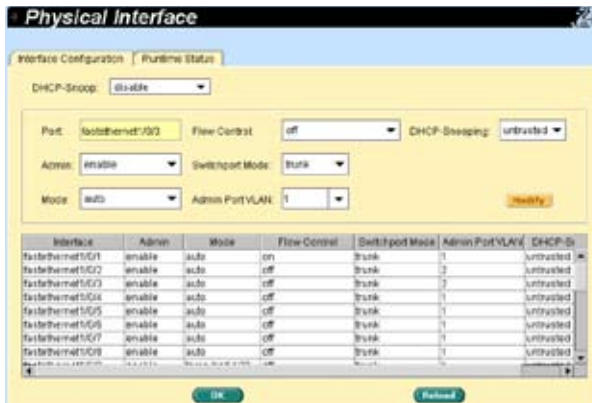 Physical Interface
Interface Configuration Runtime Status
DHCP-Snoop: disable
Port: fastethernet1/0/3 Flow Control: off DHCP-Snooping: untrusted
Admin: enable Switchport Mode: trunk
Mode: auto Admin Port VLAN: 1
Modify
Interface Admin Mode Flow-Control Switchport Mode Admin Port VLAN DHCP-Sn
fastethernet1/0/1 enable auto on trunk 1 untrusted
fastethernet1/0/2 enable auto off trunk 2 untrusted
fastethernet1/0/3 enable auto off trunk 2 untrusted
fastethernet1/0/4 enable auto off trunk 1 untrusted
fastethernet1/0/5 enable auto off trunk 1 untrusted
fastethernet1/0/6 enable auto off trunk 1 untrusted
fastethernet1/0/7 enable auto off trunk 1 untrusted
fastethernet1/0/8 enable auto off trunk 1 untrusted
OK Reload